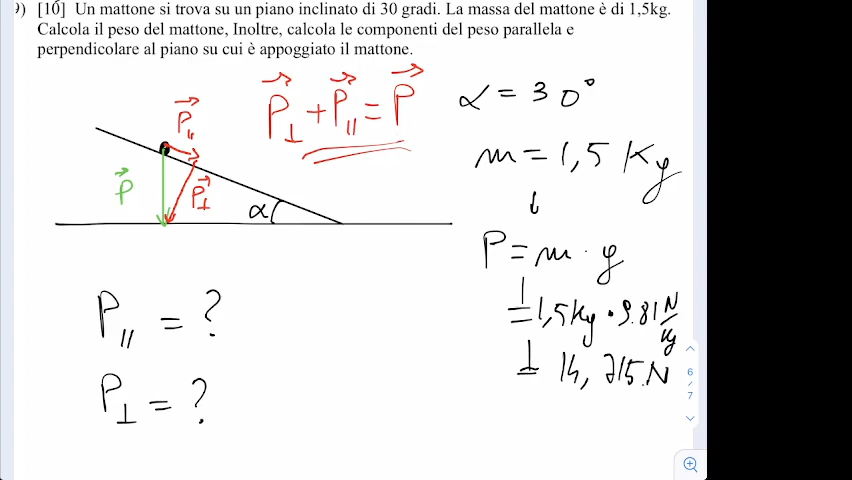 9) [10] Un mattone si trova su un piano inclinato di 30 gradi. La massa del mattone è di 1,5kg.
Calcola il peso del mattone, Inoltre, calcola le componenti del peso parallela e
perpendicolare al piano su cui è appoggiato il mattone.
P⃗⊥ + P⃗// = P⃗
α = 30°
P⃗//
m = 1,5 Kg
P⃗
P⃗⊥
α
↓
P = m · g
= 1,5 Kg · 9.81 N/Kg
= 14,715 N
P// = ?
P⊥ = ?
6
/
7